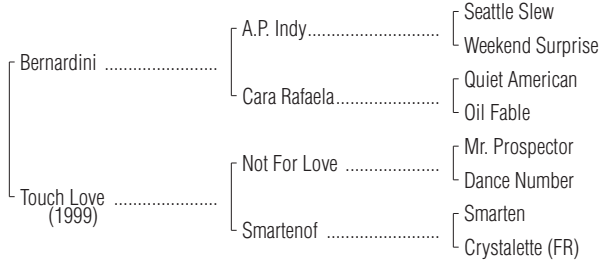 Seattle Slew
A.P. Indy..................................
Weekend Surprise
Bernardini .............................
Quiet American
Cara Rafaela...........................
Oil Fable
Mr. Prospector
Not For Love ........................
Dance Number
Touch Love ...........................
(1999)
Smarten
Smartenof .............................
Crystalette (FR)